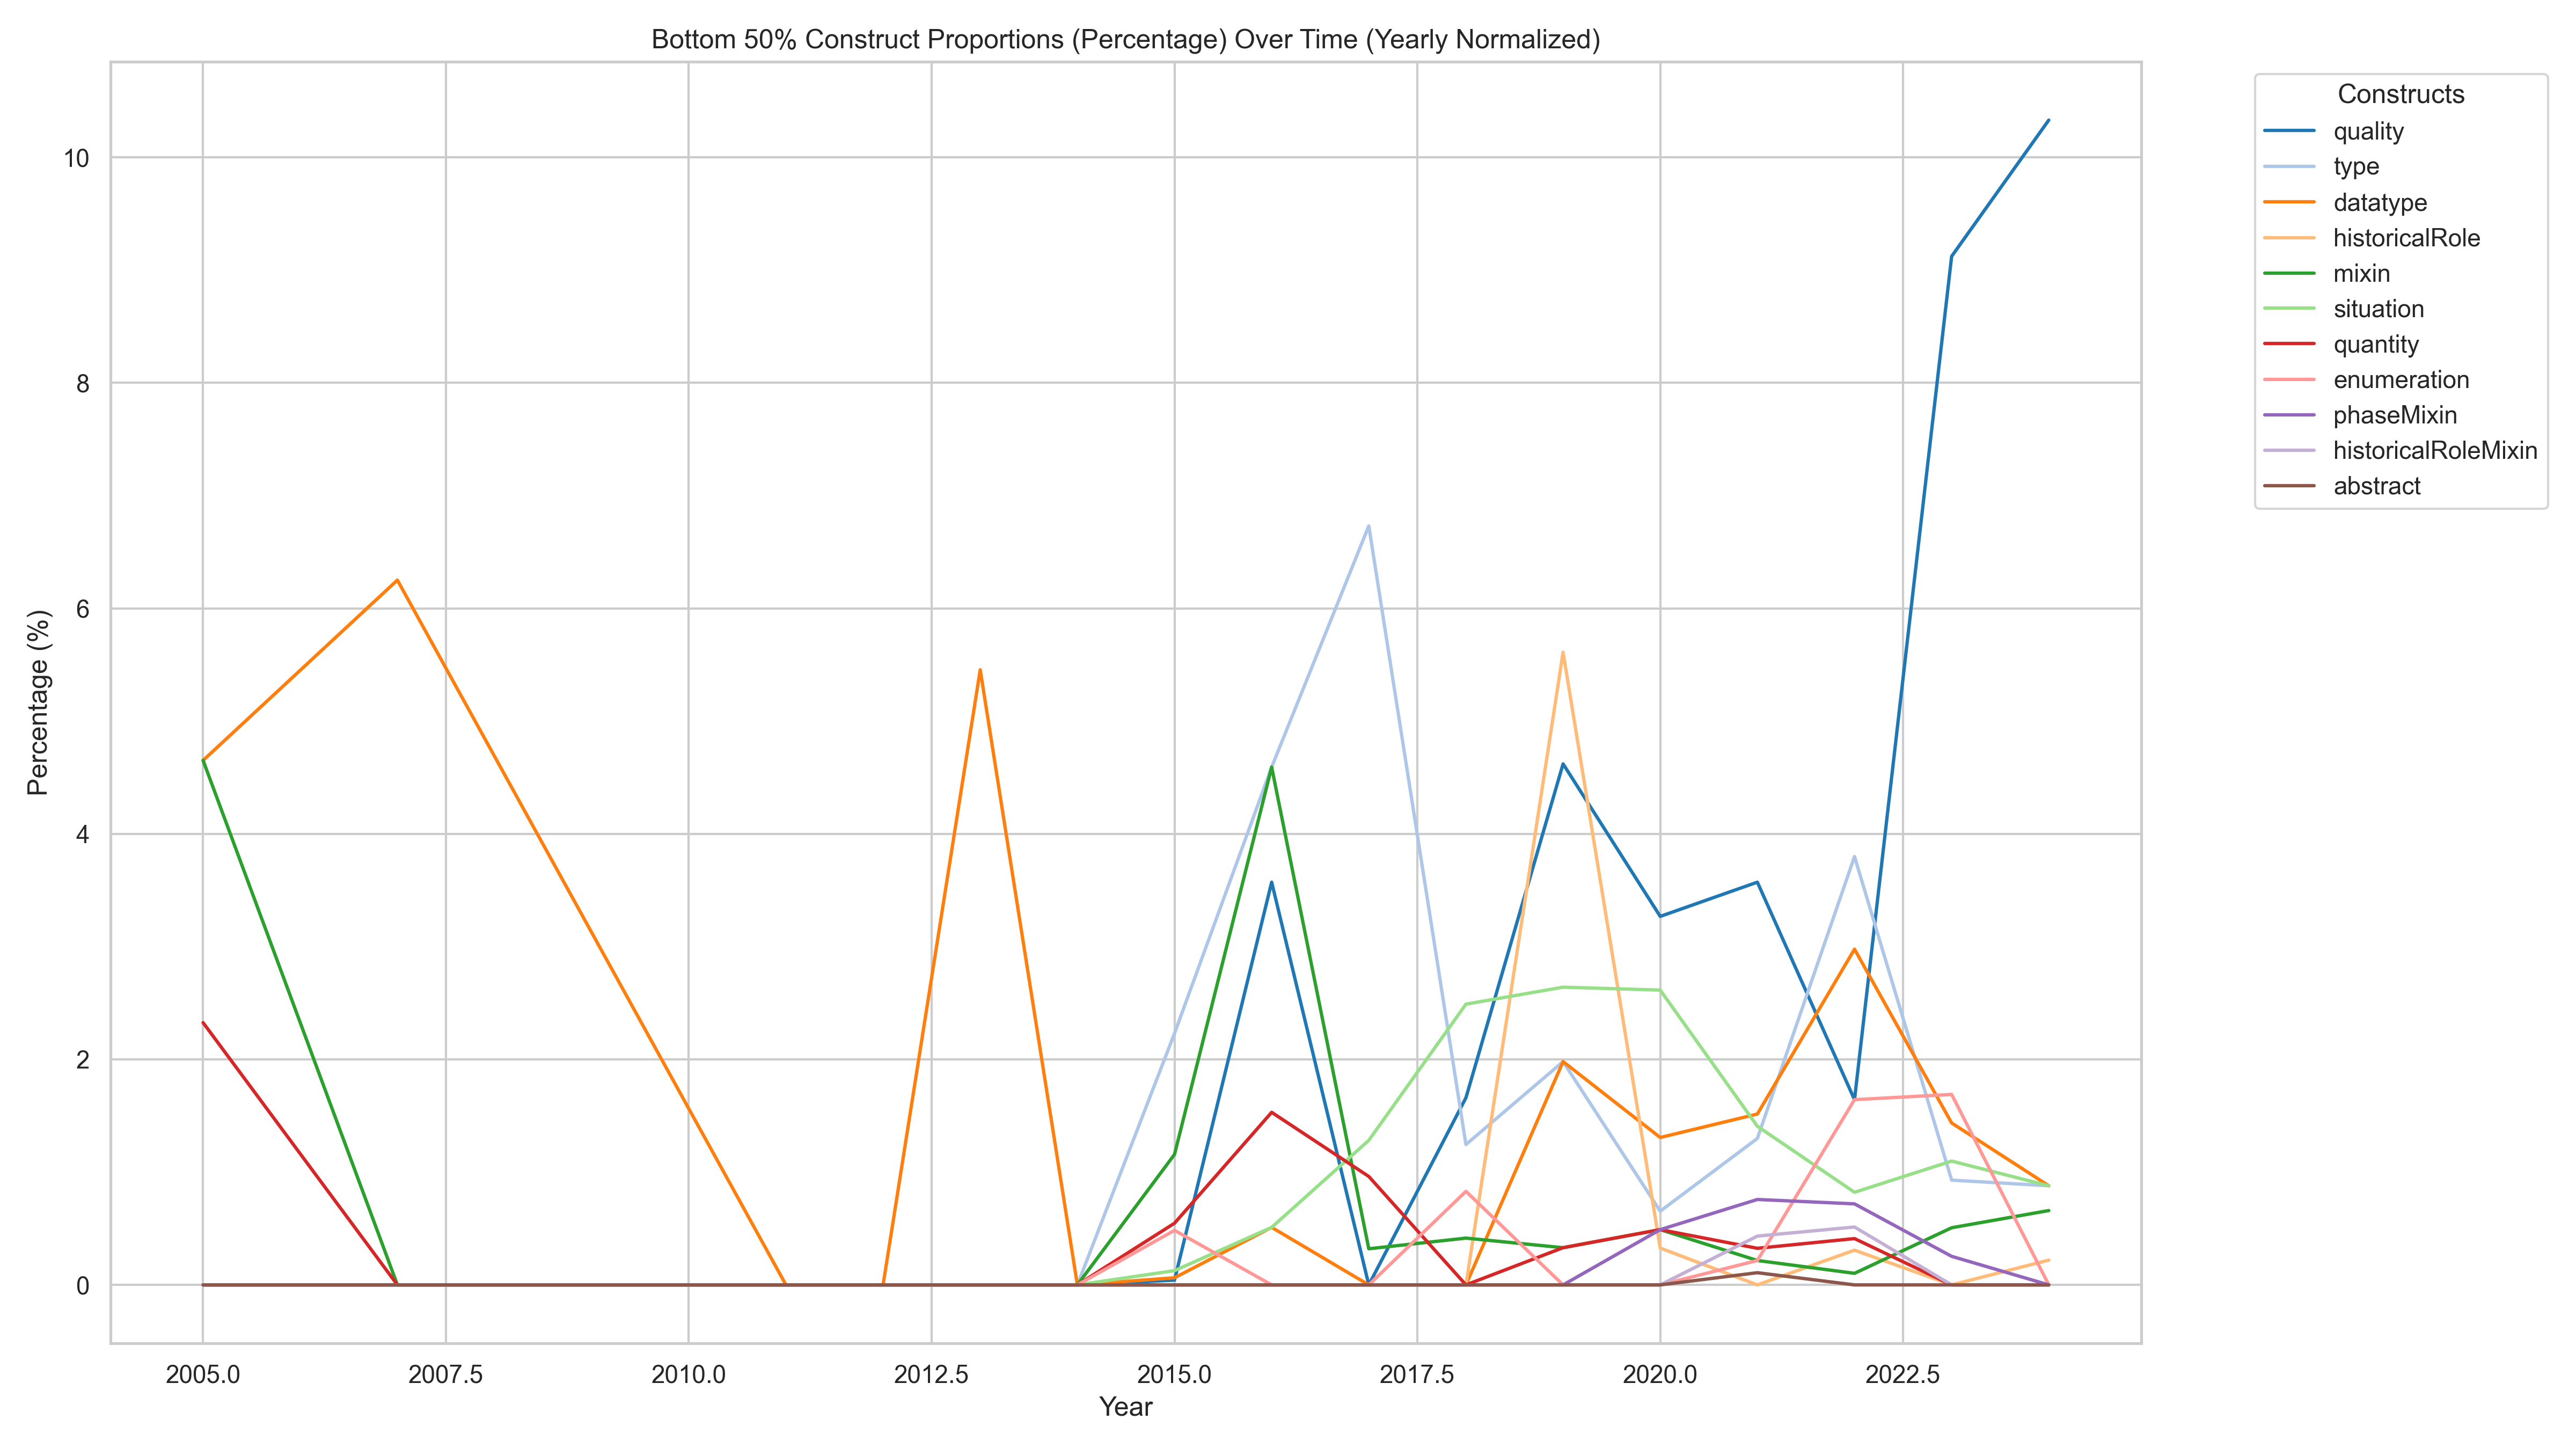 Bottom 50% Construct Proportions (Percentage) Over Time (Yearly Normalized)
Constructs
quality
type
datatype
historicalRole
mixin
situation
quantity
enumeration
phaseMixin
historicalRoleMixin
abstract
Percentage (%)
10
8
6
4
2
0
2005.0 2007.5 2010.0 2012.5 2015.0 2017.5 2020.0 2022.5
Year